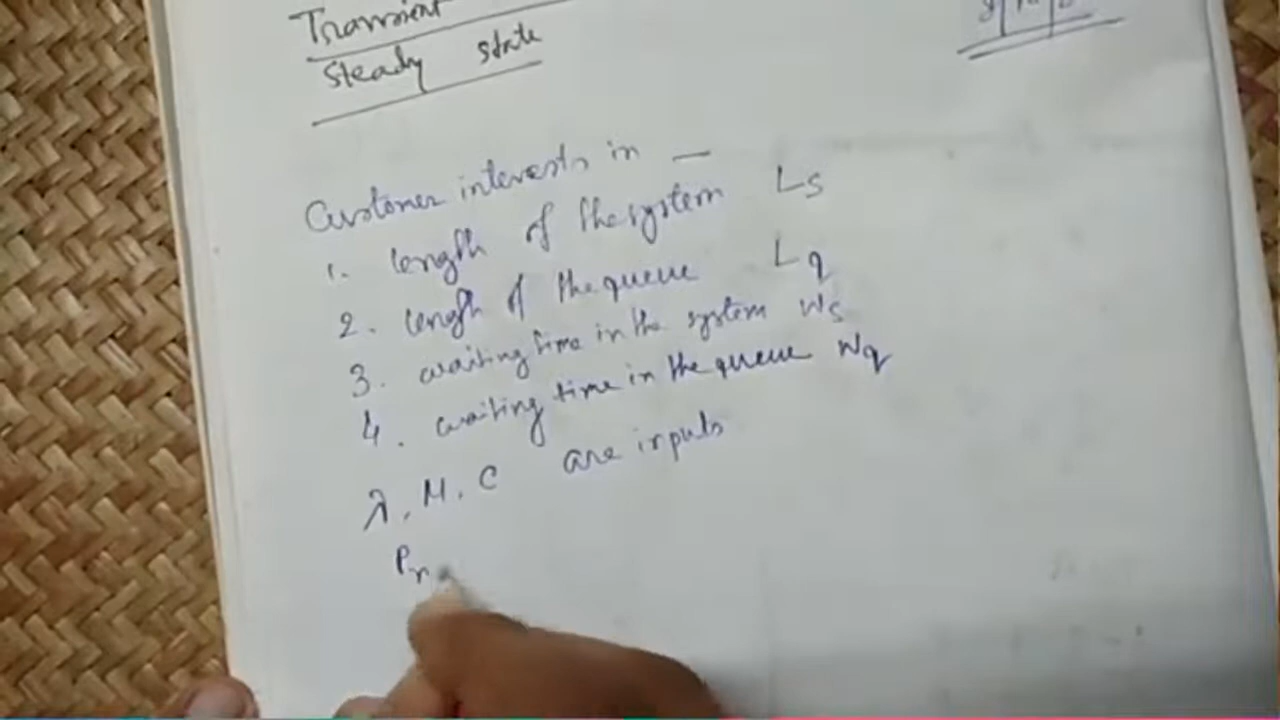 Transient
Steady state
Customer interests in —
1. length of the system Ls
2. length of the queue Lq
3. waiting time in the system Ws
4. waiting time in the queue Wq
λ, M, C are inputs
Pn